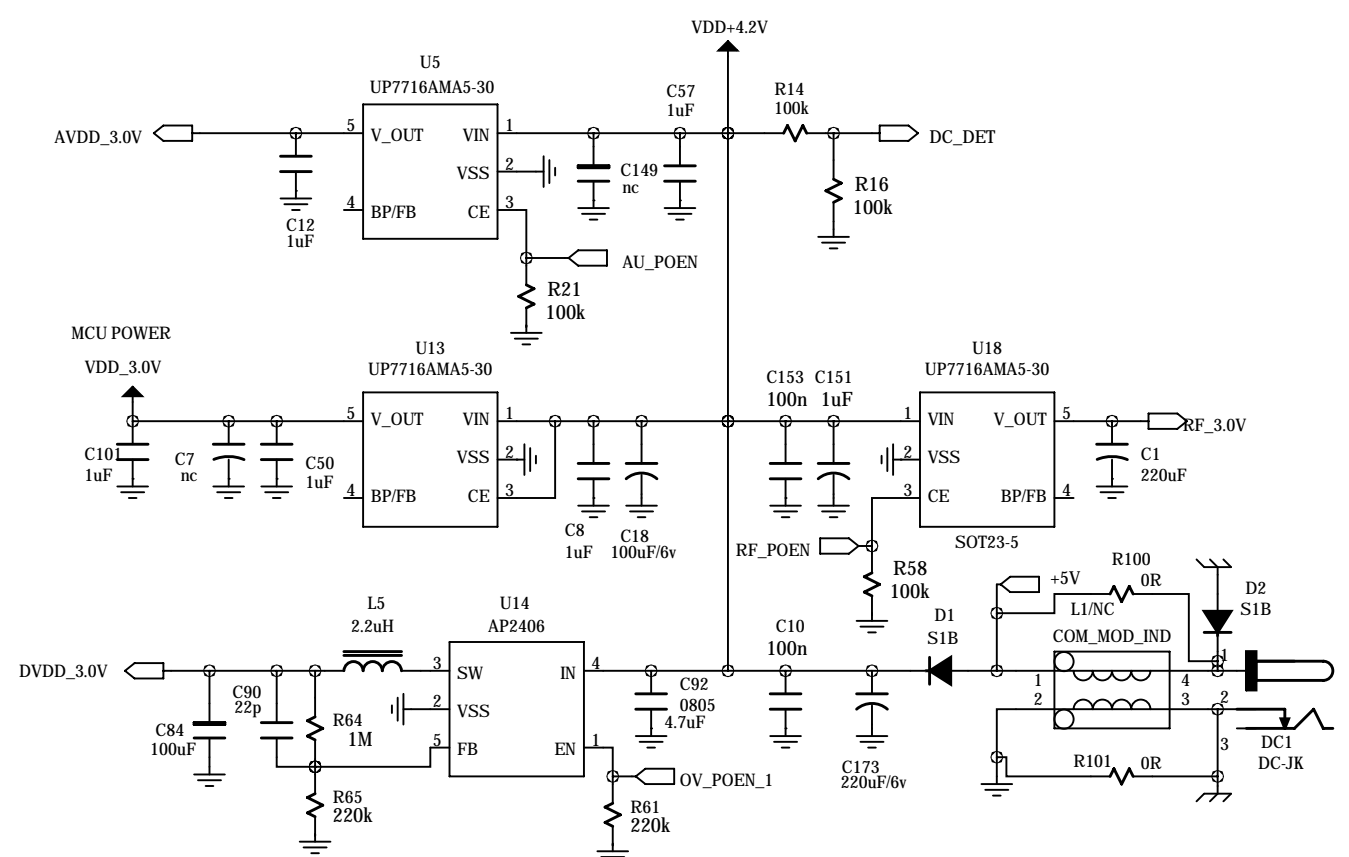 VDD+4.2V
U5
UP7716AMA5-30
AVDD_3.0V
5 V_OUT VIN 1
VSS 2
4 BP/FB CE 3
C12
1uF
C149
nc
C57
1uF
R14
100k
DC_DET
R16
100k
AU_POEN
R21
100k
MCU POWER
VDD_3.0V
U13
UP7716AMA5-30
5 V_OUT VIN 1
VSS 2
4 BP/FB CE 3
C101
1uF
C7
nc
C50
1uF
C8
1uF
C18
100uF/6v
C153
100n
C151
1uF
U18
UP7716AMA5-30
1 VIN V_OUT 5
2 VSS
3 CE BP/FB 4
SOT23-5
RF_3.0V
C1
220uF
RF_POEN
R58
100k
L5
2.2uH
U14
AP2406
DVDD_3.0V
3 SW IN 4
2 VSS
5 FB EN 1
C84
100uF
C90
22p
R64
1M
R65
220k
C92
0805
4.7uF
OV_POEN_1
R61
220k
C10
100n
C173
220uF/6v
D1
S1B
+5V
R100
0R
L1/NC
COM_MOD_IND
1 4
2 3
R101 0R
D2
S1B
1
2
3
DC1
DC-JK